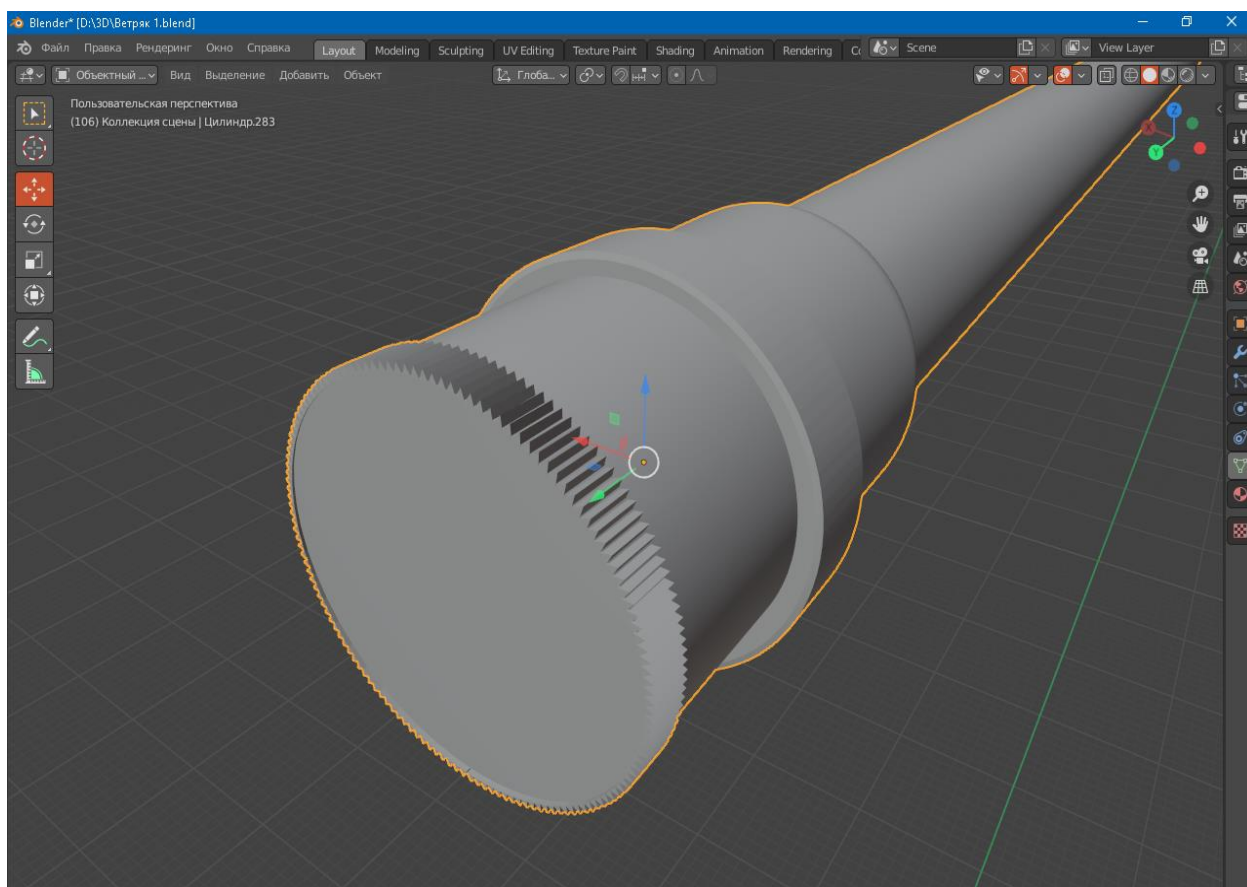 Blender* [D:\3D\Ветряк 1.blend]
Файл Правка Рендеринг Окно Справка Layout Modeling Sculpting UV Editing Texture Paint Shading Animation Rendering Co Scene View Layer
Объектный ... Вид Выделение Добавить Объект Глоба...
Пользовательская перспектива
(106) Коллекция сцены | Цилиндр.283
Z
X
Y